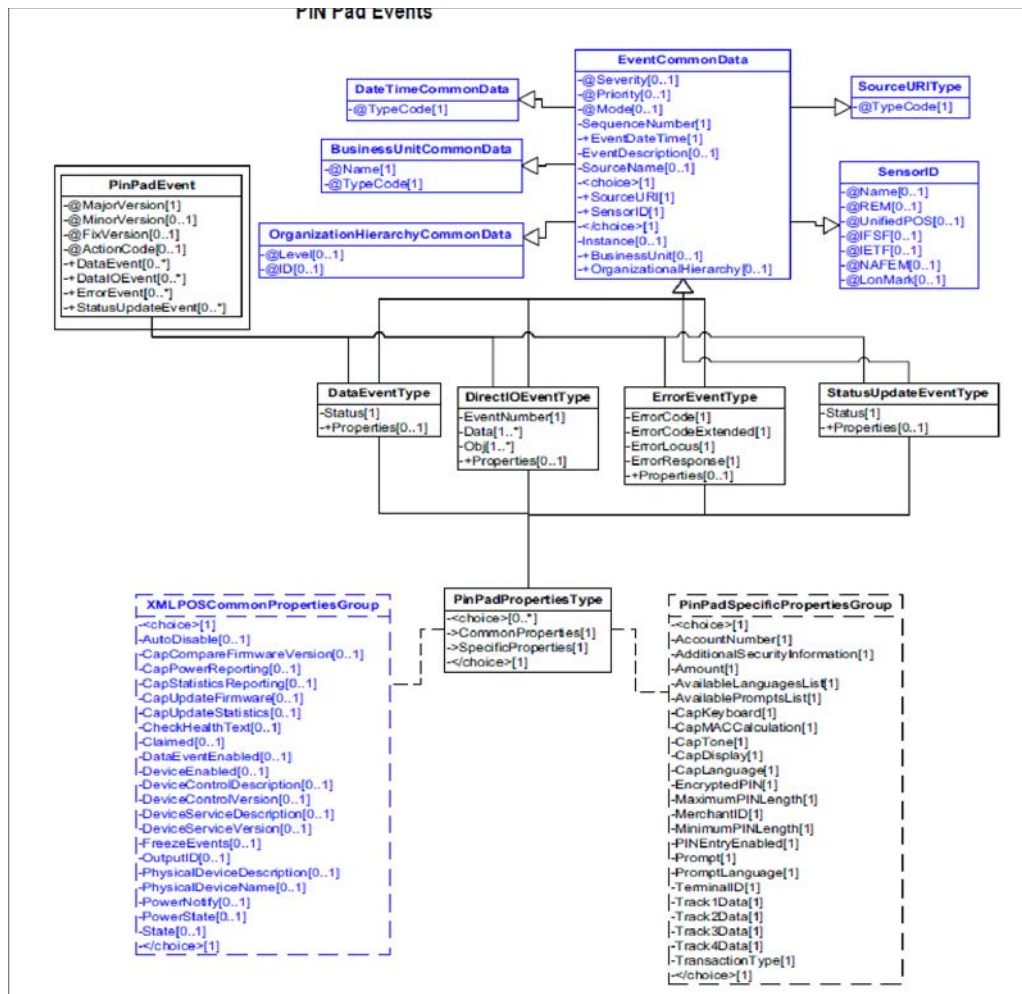 PIN Pad Events
EventCommonData
-@Severity[0..1]
-@Priority[0..1]
-@Mode[0..1]
-SequenceNumber[1]
-+EventDateTime[1]
-EventDescription[0..1]
-SourceName[0..1]
-<choice>[1]
-+SourceURI[1]
-+SensorID[1]
-</choice>[1]
-Instance[0..1]
-+BusinessUnit[0..1]
-+OrganizationalHierarchy[0..1]
DateTimeCommonData
-@TypeCode[1]
BusinessUnitCommonData
-@Name[1]
-@TypeCode[1]
OrganizationHierarchyCommonData
-@Level[0..1]
-@ID[0..1]
SourceURIType
-@TypeCode[1]
SensorID
-@Name[0..1]
-@REM[0..1]
-@UnifiedPOS[0..1]
-@IFSF[0..1]
-@IETF[0..1]
-@NAFEM[0..1]
-@LonMark[0..1]
PinPadEvent
-@MajorVersion[1]
-@MinorVersion[0..1]
-@FixVersion[0..1]
-@ActionCode[0..1]
-+DataEvent[0..*]
-+DataIOEvent[0..*]
-+ErrorEvent[0..*]
-+StatusUpdateEvent[0..*]
DataEventType
-Status[1]
-+Properties[0..1]
DirectIOEventType
-EventNumber[1]
-Data[1..*]
-Obj[1..*]
-+Properties[0..1]
ErrorEventType
-ErrorCode[1]
-ErrorCodeExtended[1]
-ErrorLocus[1]
-ErrorResponse[1]
-+Properties[0..1]
StatusUpdateEventType
-Status[1]
-+Properties[0..1]
XMLPOSCommonPropertiesGroup
-<choice>[1]
-AutoDisable[0..1]
-CapCompareFirmwareVersion[0..1]
-CapPowerReporting[0..1]
-CapStatisticsReporting[0..1]
-CapUpdateFirmware[0..1]
-CapUpdateStatistics[0..1]
-CheckHealthText[0..1]
-Claimed[0..1]
-DataEventEnabled[0..1]
-DeviceEnabled[0..1]
-DeviceControlDescription[0..1]
-DeviceControlVersion[0..1]
-DeviceServiceDescription[0..1]
-DeviceServiceVersion[0..1]
-FreezeEvents[0..1]
-OutputID[0..1]
-PhysicalDeviceDescription[0..1]
-PhysicalDeviceName[0..1]
-PowerNotify[0..1]
-PowerState[0..1]
-State[0..1]
-</choice>[1]
PinPadPropertiesType
-<choice>[0..*]
->CommonProperties[1]
->SpecificProperties[1]
-</choice>[1]
PinPadSpecificPropertiesGroup
-<choice>[1]
-AccountNumber[1]
-AdditionalSecurityInformation[1]
-Amount[1]
-AvailableLanguagesList[1]
-AvailablePromptsList[1]
-CapKeyboard[1]
-CapMACCalculation[1]
-CapTone[1]
-CapDisplay[1]
-CapLanguage[1]
-EncryptedPIN[1]
-MaximumPINLength[1]
-MerchantID[1]
-MinimumPINLength[1]
-PINEntryEnabled[1]
-Prompt[1]
-PromptLanguage[1]
-TerminalID[1]
-Track1Data[1]
-Track2Data[1]
-Track3Data[1]
-Track4Data[1]
-TransactionType[1]
-</choice>[1]